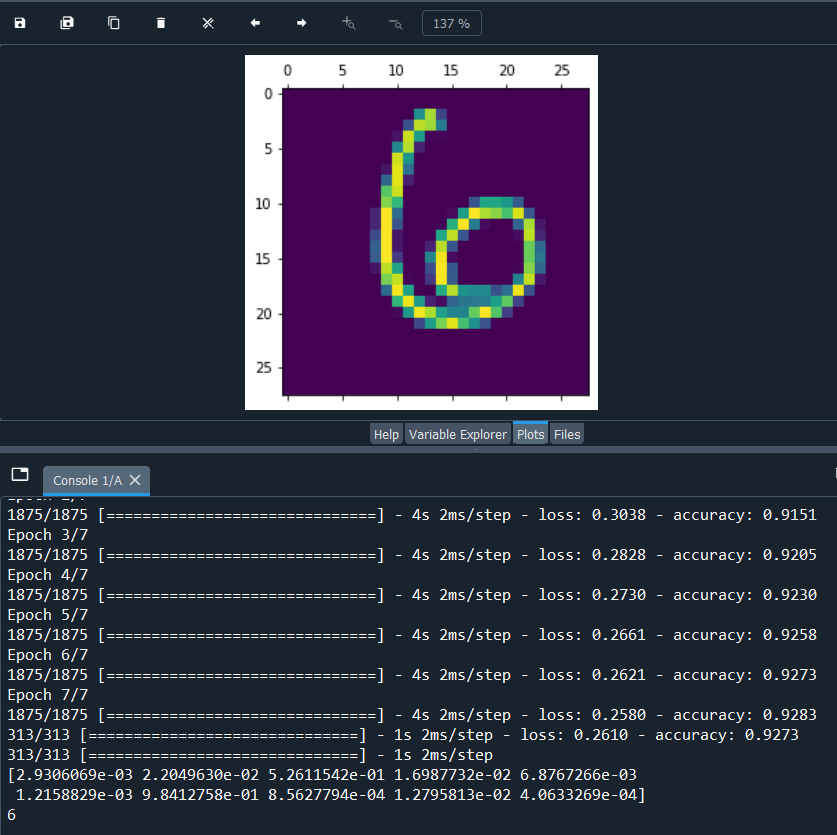 137 %
0 5 10 15 20 25
0
5
10
15
20
25
Help Variable Explorer Plots Files
Console 1/A
1875/1875 [==============================] - 4s 2ms/step - loss: 0.3038 - accuracy: 0.9151
Epoch 3/7
1875/1875 [==============================] - 4s 2ms/step - loss: 0.2828 - accuracy: 0.9205
Epoch 4/7
1875/1875 [==============================] - 4s 2ms/step - loss: 0.2730 - accuracy: 0.9230
Epoch 5/7
1875/1875 [==============================] - 4s 2ms/step - loss: 0.2661 - accuracy: 0.9258
Epoch 6/7
1875/1875 [==============================] - 4s 2ms/step - loss: 0.2621 - accuracy: 0.9273
Epoch 7/7
1875/1875 [==============================] - 4s 2ms/step - loss: 0.2580 - accuracy: 0.9283
313/313 [==============================] - 1s 2ms/step - loss: 0.2610 - accuracy: 0.9273
313/313 [==============================] - 1s 2ms/step
[2.9306069e-03 2.2049630e-02 5.2611542e-01 1.6987732e-02 6.8767266e-03
1.2158829e-03 9.8412758e-01 8.5627794e-04 1.2795813e-02 4.0633269e-04]
6